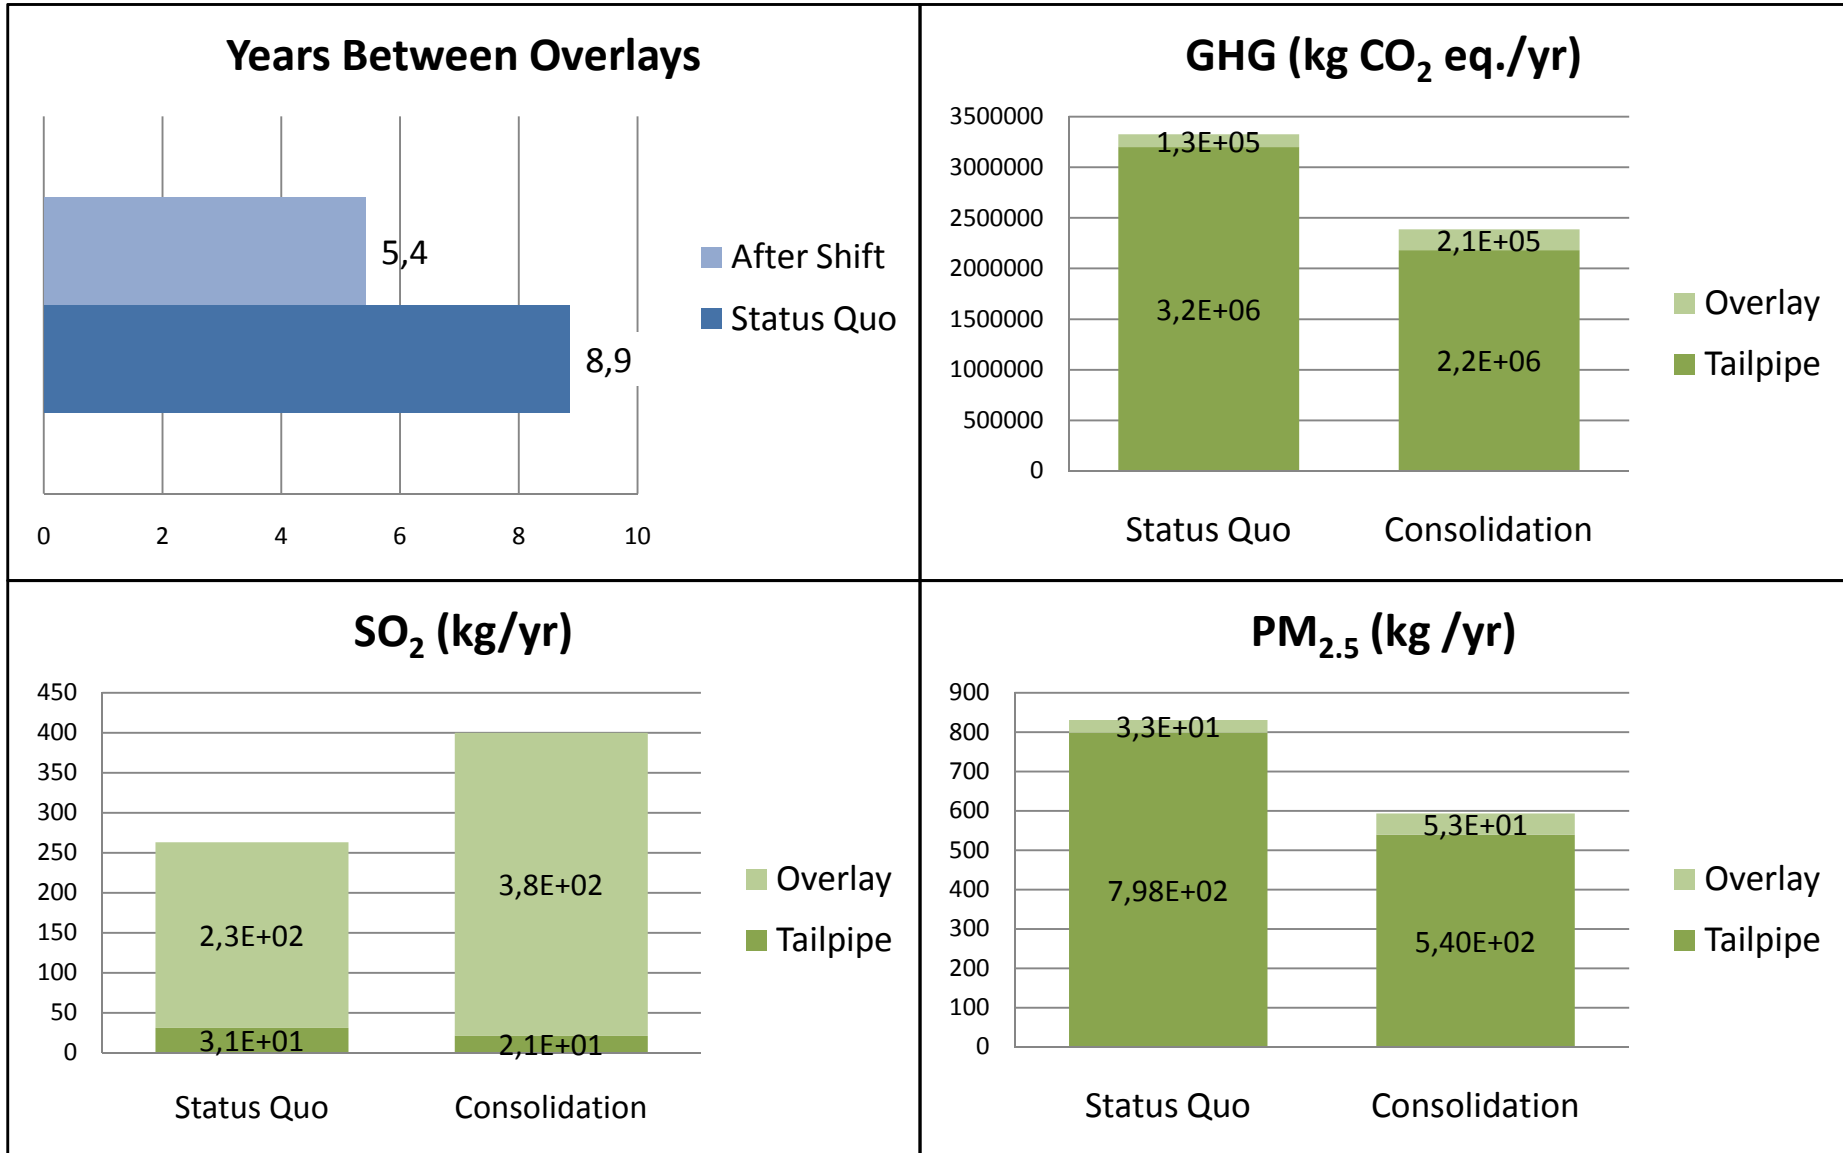 Years Between Overlays
5,4
8,9
After Shift
Status Quo
0 2 4 6 8 10
GHG (kg CO₂ eq./yr)
3500000
3000000
2500000
2000000
1500000
1000000
500000
0
1,3E+05
3,2E+06
2,1E+05
2,2E+06
Overlay
Tailpipe
Status Quo Consolidation
SO₂ (kg/yr)
450
400
350
300
250
200
150
100
50
0
2,3E+02
3,1E+01
3,8E+02
2,1E+01
Overlay
Tailpipe
Status Quo Consolidation
PM₂.₅ (kg /yr)
900
800
700
600
500
400
300
200
100
0
3,3E+01
7,98E+02
5,3E+01
5,40E+02
Overlay
Tailpipe
Status Quo Consolidation